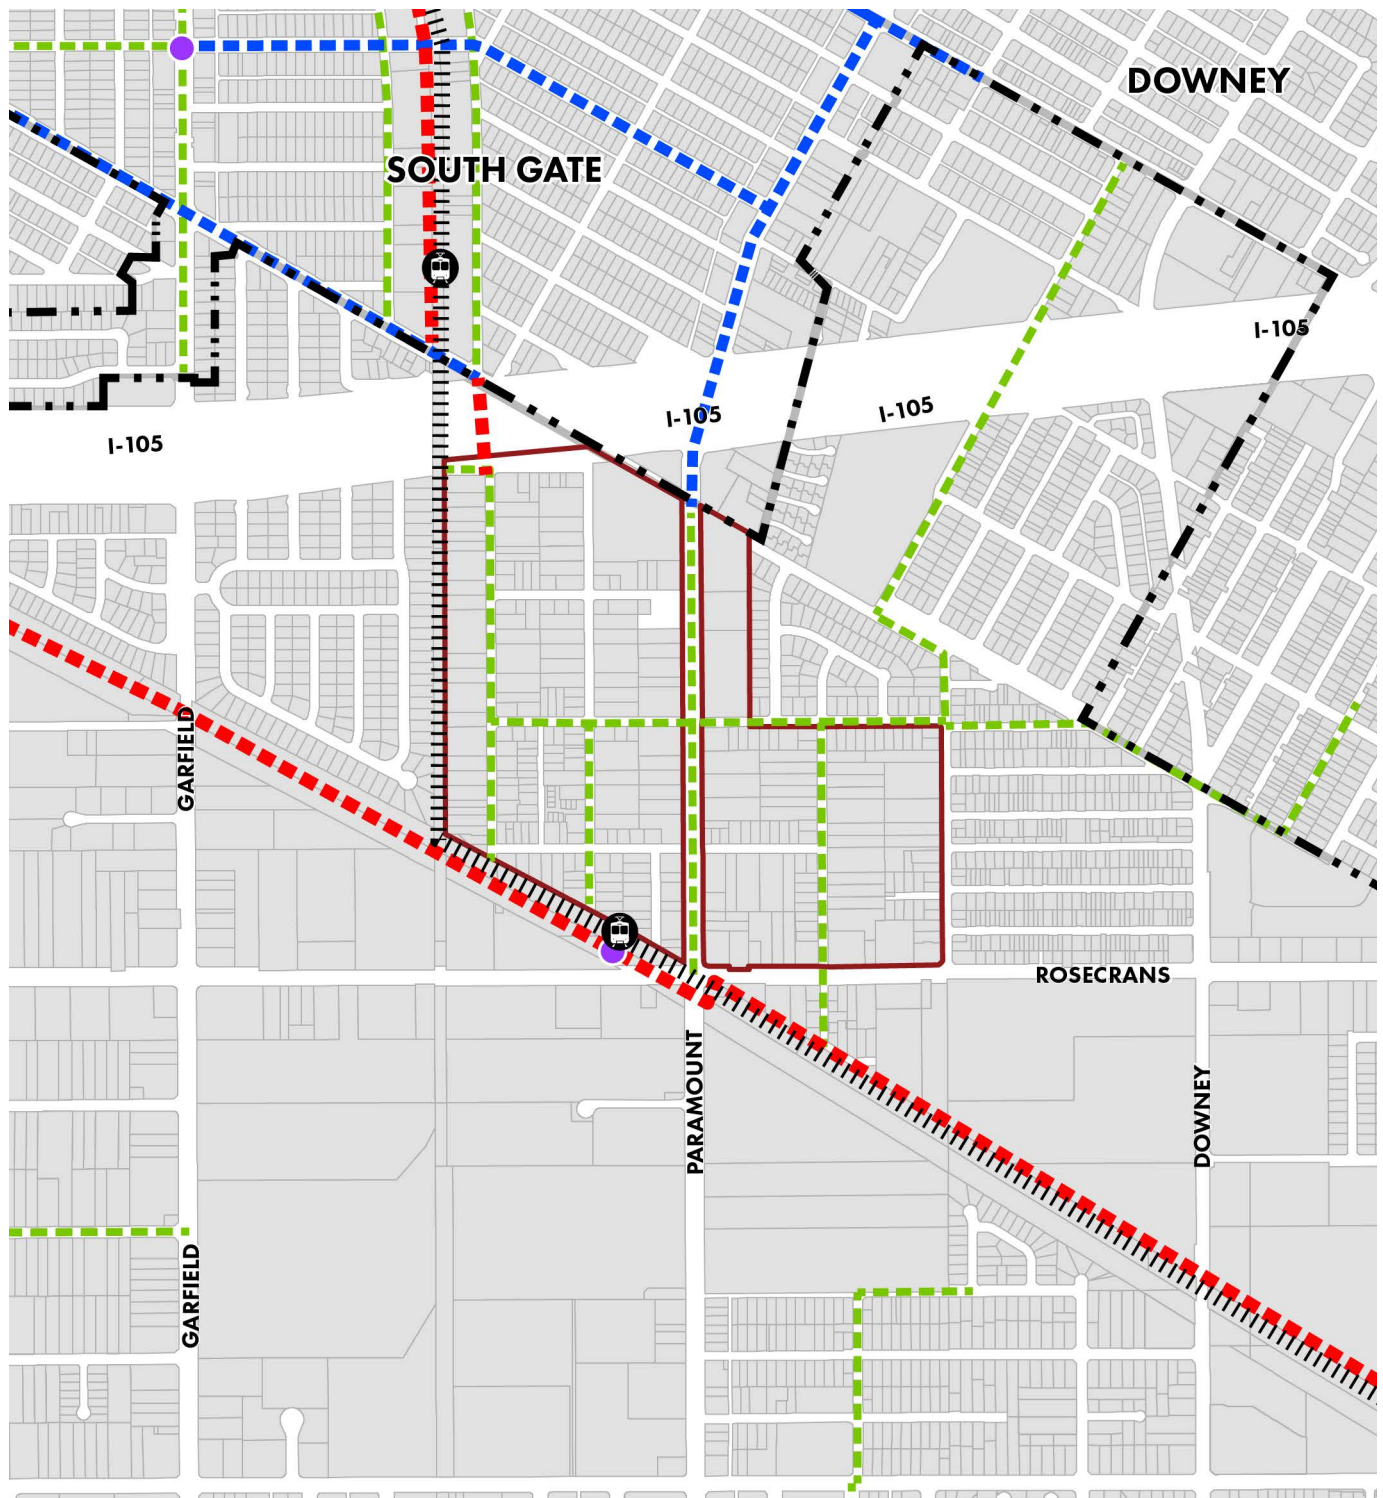 DOWNEY
SOUTH GATE
I-105
I-105
I-105
I-105
GARFIELD
ROSECRANS
PARAMOUNT
DOWNEY
GARFIELD